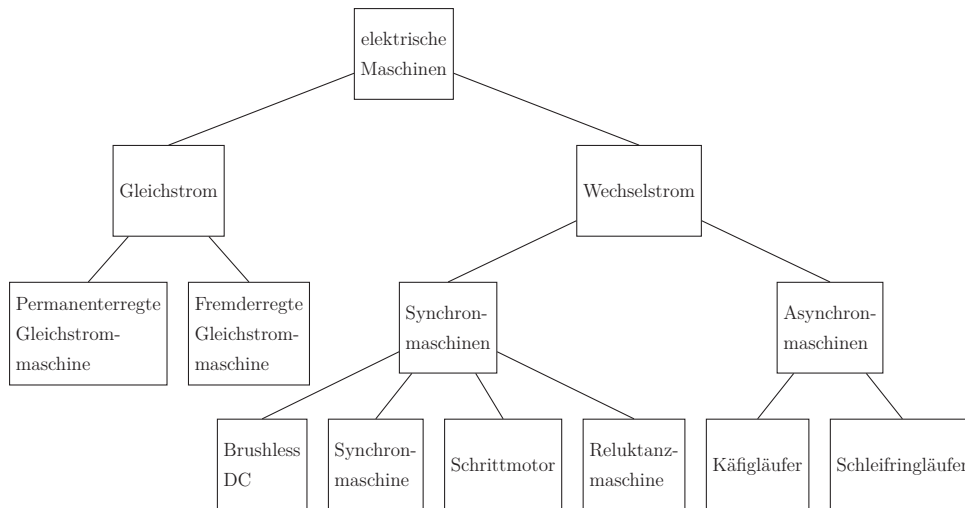 elektrische
Maschinen
Gleichstrom
Wechselstrom
Permanenterregte
Gleichstrom-
maschine
Fremderregte
Gleichstrom-
maschine
Synchron-
maschinen
Asynchron-
maschinen
Brushless
DC
Synchron-
maschine
Schrittmotor
Reluktanz-
maschine
Käfigläufer
Schleifringläufer